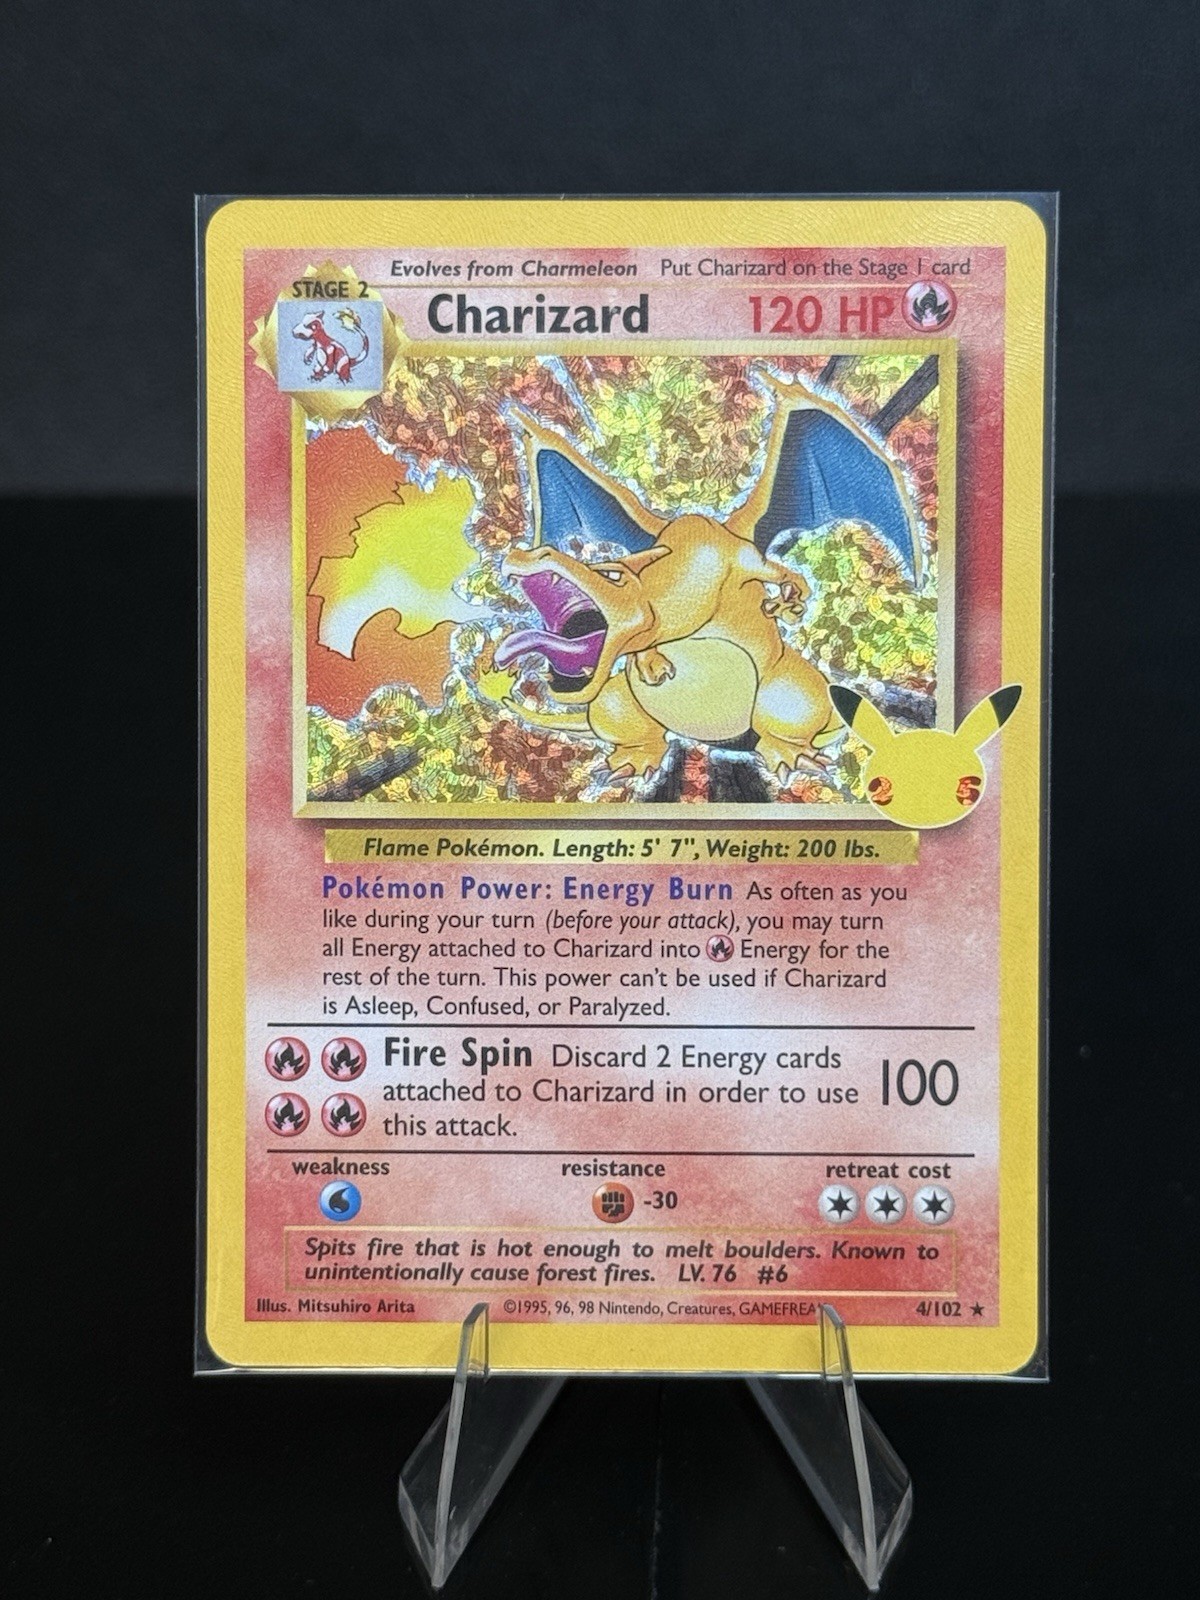 Evolves from Charmeleon Put Charizard on the Stage 1 card
STAGE 2
Charizard 120 HP
25
Flame Pokémon. Length: 5' 7", Weight: 200 lbs.
Pokémon Power: Energy Burn As often as you
like during your turn (before your attack), you may turn
all Energy attached to Charizard into Energy for the
rest of the turn. This power can't be used if Charizard
is Asleep, Confused, or Paralyzed.
Fire Spin Discard 2 Energy cards
attached to Charizard in order to use 100
this attack.
weakness resistance retreat cost
-30
Spits fire that is hot enough to melt boulders. Known to
unintentionally cause forest fires. LV. 76 #6
Illus. Mitsuhiro Arita ©1995, 96, 98 Nintendo, Creatures, GAMEFREAK 4/102 ★